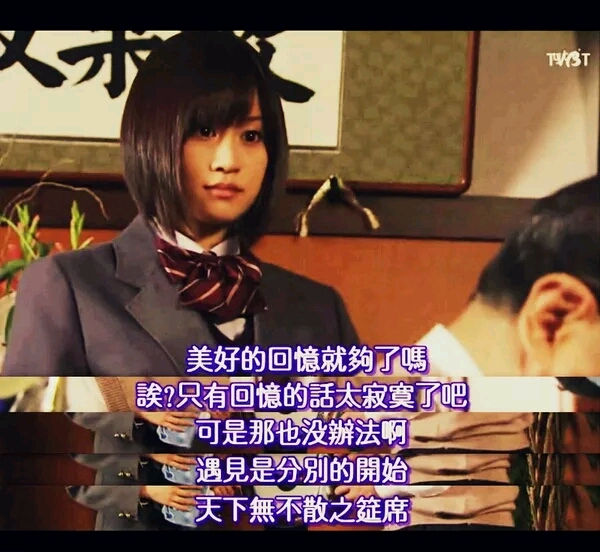 TVBT
美好的回憶就夠了嗎
誒?只有回憶的話太寂寞了吧
可是那也没辦法啊
遇見是分別的開始
天下無不散之筵席